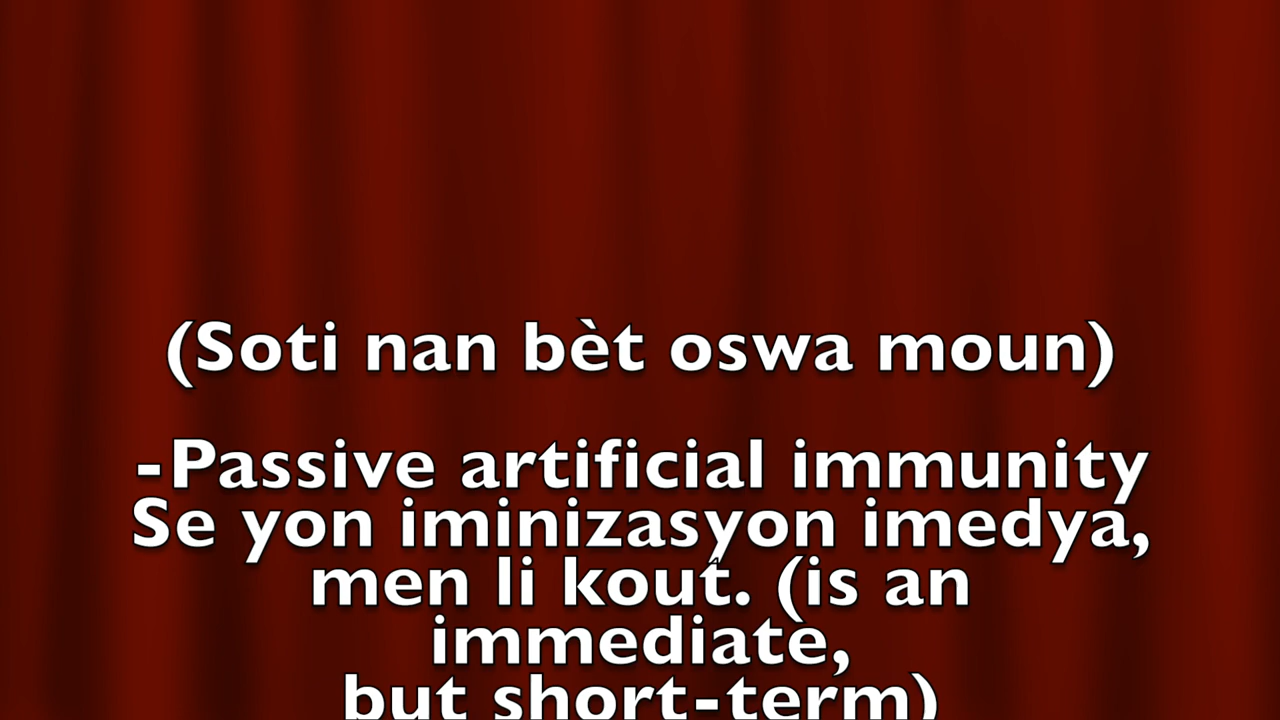 (Soti nan bèt oswa moun)
-Passive artificial immunity
Se yon iminizasyon imedya,
men li kout. (is an
immediate,
but short-term)